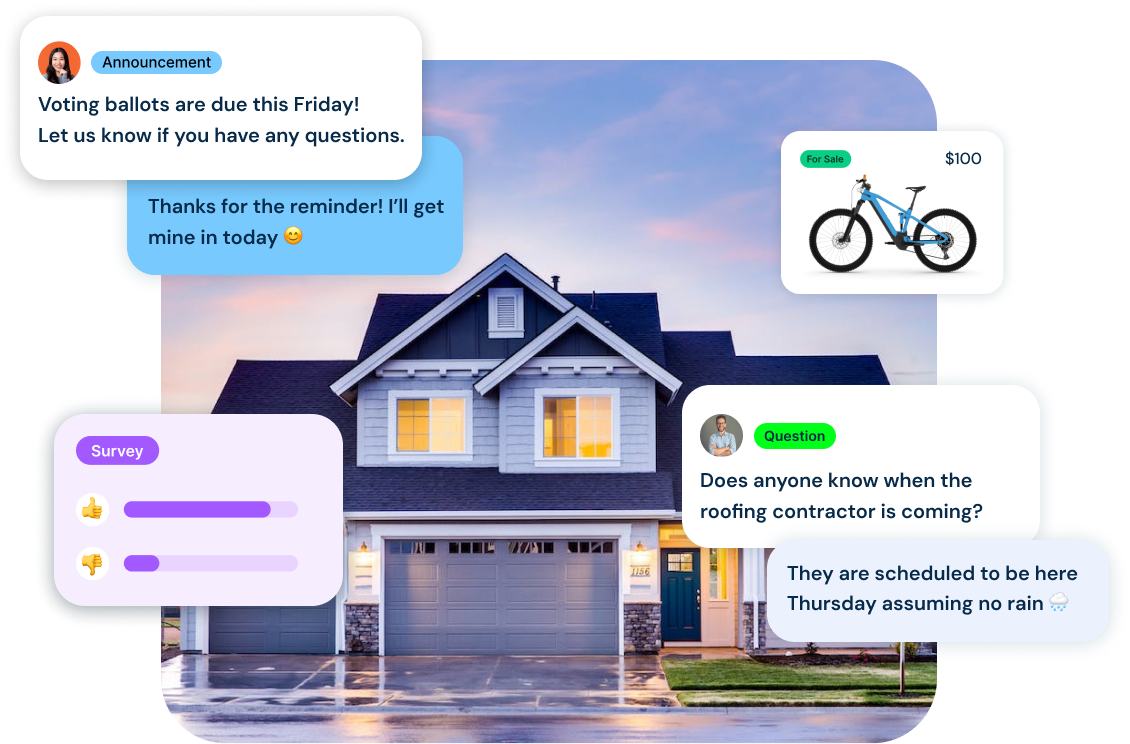 Announcement
Voting ballots are due this Friday!
Let us know if you have any questions.
Thanks for the reminder! I’ll get
mine in today 😊
For Sale
$100
Survey
👍
👎
Question
Does anyone know when the
roofing contractor is coming?
1156
They are scheduled to be here
Thursday assuming no rain 🌧️